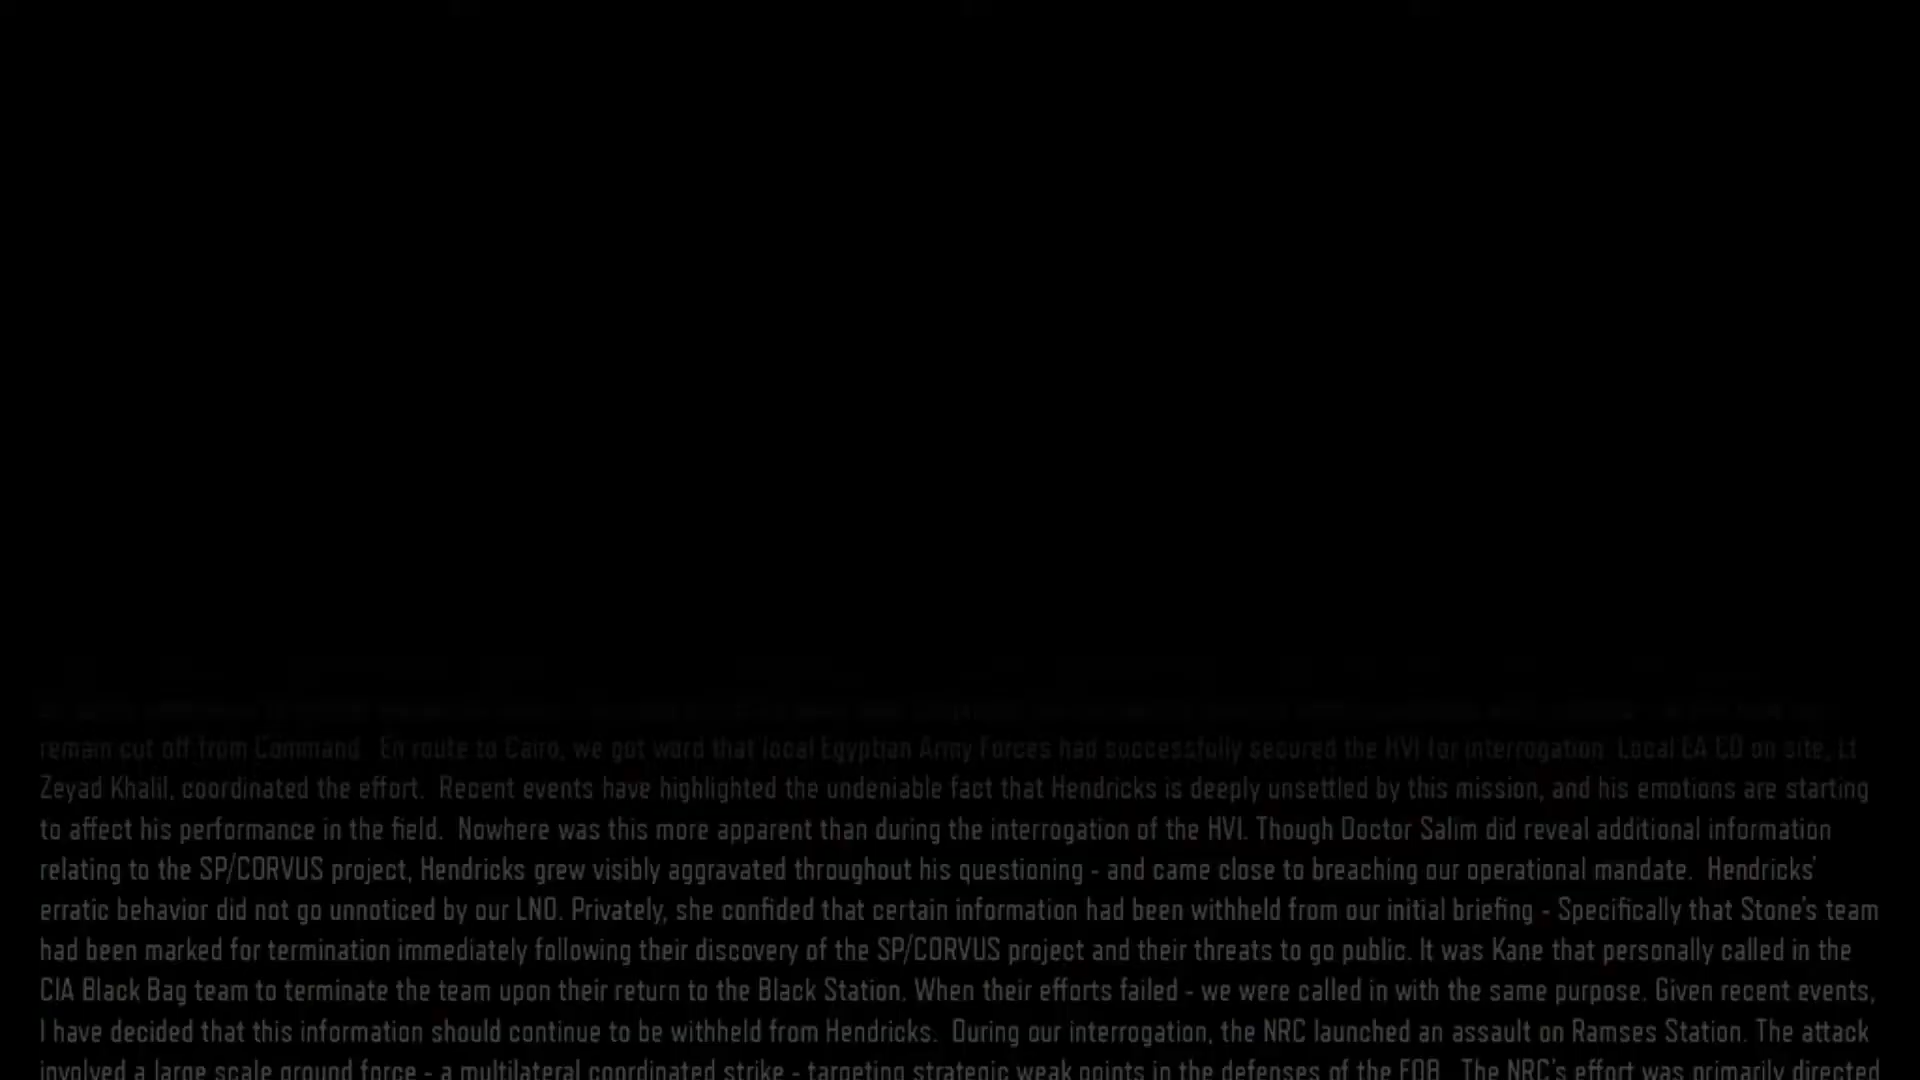 remain cut off from Command.  En route to Cairo, we got word that local Egyptian Army Forces had successfully secured the HVI for interrogation. Local EA CO on site, Lt
Zeyad Khalil, coordinated the effort.  Recent events have highlighted the undeniable fact that Hendricks is deeply unsettled by this mission, and his emotions are starting
to affect his performance in the field.  Nowhere was this more apparent than during the interrogation of the HVI. Though Doctor Salim did reveal additional information
relating to the SP/CORVUS project, Hendricks grew visibly aggravated throughout his questioning - and came close to breaching our operational mandate.  Hendricks'
erratic behavior did not go unnoticed by our LNO. Privately, she confided that certain information had been withheld from our initial briefing - Specifically that Stone's team
had been marked for termination immediately following their discovery of the SP/CORVUS project and their threats to go public. It was Kane that personally called in the
CIA Black Bag team to terminate the team upon their return to the Black Station. When their efforts failed - we were called in with the same purpose. Given recent events,
I have decided that this information should continue to be withheld from Hendricks.  During our interrogation, the NRC launched an assault on Ramses Station. The attack
involved a large scale ground force - a multilateral coordinated strike - targeting strategic weak points in the defenses of the FOB.  The NRC's effort was primarily directed